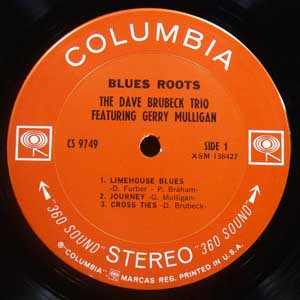 COLUMBIA
BLUES ROOTS
THE DAVE BRUBECK TRIO
FEATURING GERRY MULLIGAN
CS 9749
SIDE 1
XSM 138427
1. LIMEHOUSE BLUES
-D. Furber - P. Braham-
2. JOURNEY -G. Mulligan-
3. CROSS TIES -D. Brubeck-
"360 SOUND" STEREO "360 SOUND"
® "COLUMBIA", MARCAS REG. PRINTED IN U.S.A.